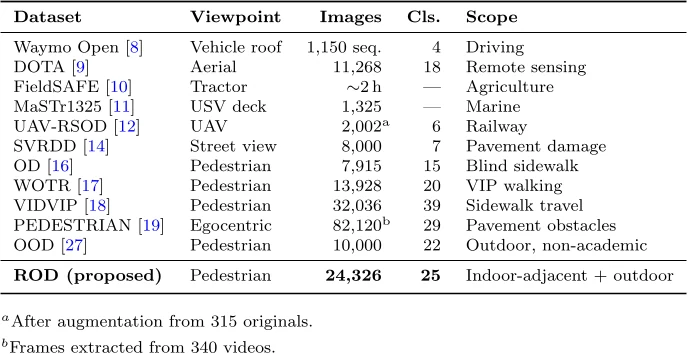 Dataset Viewpoint Images Cls. Scope
Waymo Open [8] Vehicle roof 1,150 seq. 4 Driving
DOTA [9] Aerial 11,268 18 Remote sensing
FieldSAFE [10] Tractor ∼2 h — Agriculture
MaSTr1325 [11] USV deck 1,325 — Marine
UAV-RSOD [12] UAV 2,002a 6 Railway
SVRDD [14] Street view 8,000 7 Pavement damage
OD [16] Pedestrian 7,915 15 Blind sidewalk
WOTR [17] Pedestrian 13,928 20 VIP walking
VIDVIP [18] Pedestrian 32,036 39 Sidewalk travel
PEDESTRIAN [19] Egocentric 82,120b 29 Pavement obstacles
OOD [27] Pedestrian 10,000 22 Outdoor, non-academic
ROD (proposed) Pedestrian 24,326 25 Indoor-adjacent + outdoor
aAfter augmentation from 315 originals.
bFrames extracted from 340 videos.